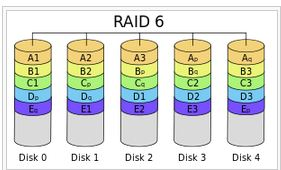 RAID 6
A1 A2 A3 Ap Aq
B1 B2 Bp Bq B3
C1 Cp Cq C2 C3
Dp Dq D1 D2 D3
Eq E1 E2 E3 Ep
Disk 0 Disk 1 Disk 2 Disk 3 Disk 4